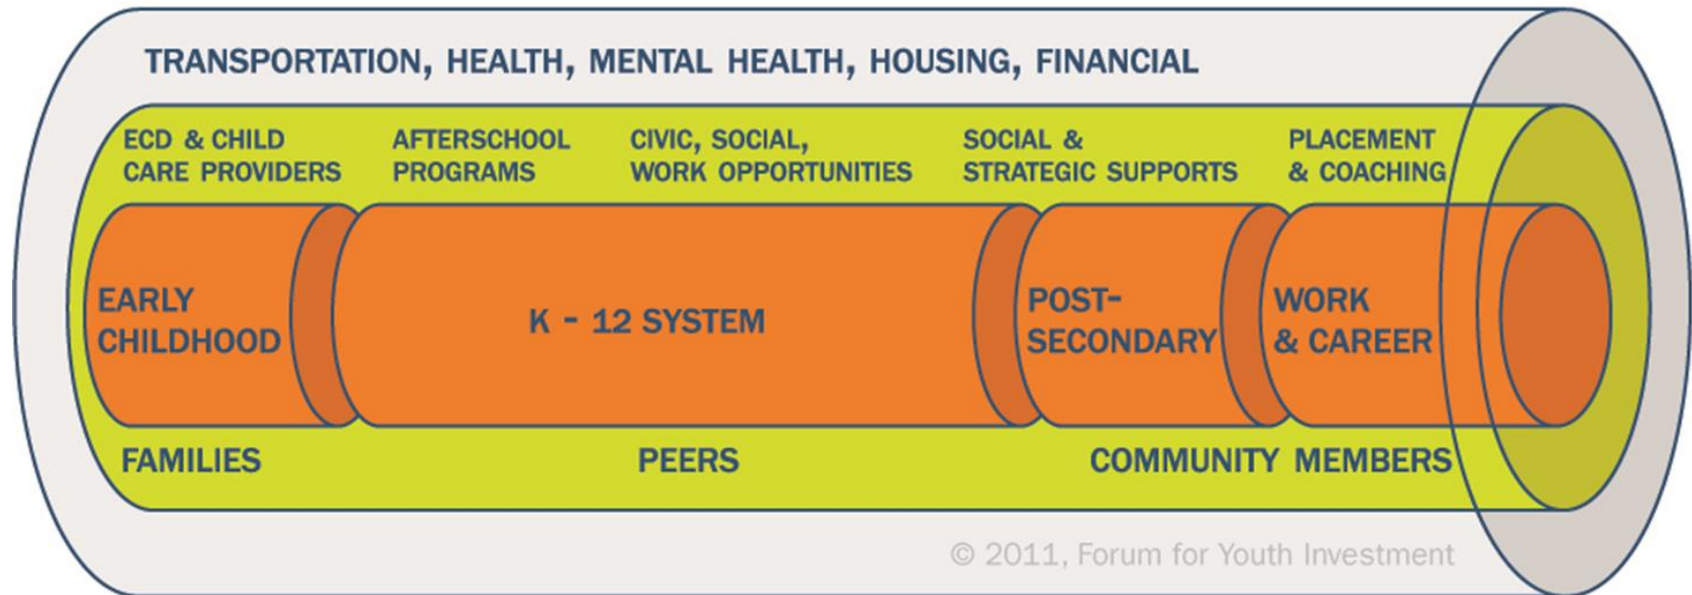 TRANSPORTATION, HEALTH, MENTAL HEALTH, HOUSING, FINANCIAL
ECD & CHILD
CARE PROVIDERS
AFTERSCHOOL
PROGRAMS
CIVIC, SOCIAL,
WORK OPPORTUNITIES
SOCIAL &
STRATEGIC SUPPORTS
PLACEMENT
& COACHING
EARLY
CHILDHOOD
K - 12 SYSTEM
POST-
SECONDARY
WORK
& CAREER
FAMILIES
PEERS
COMMUNITY MEMBERS
© 2011, Forum for Youth Investment